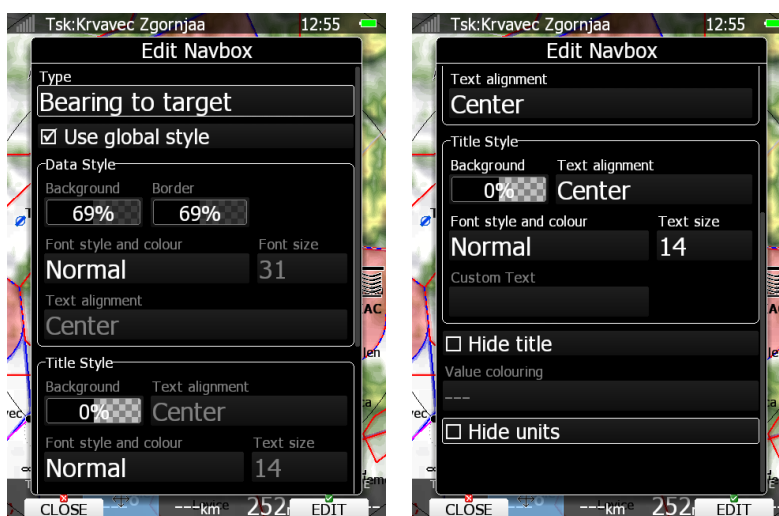 Tsk:Krvavec Zgornjaa 12:55
Edit Navbox
Type
Bearing to target
Use global style
Data Style
Background Border
69% 69%
Font style and colour Font size
Normal 31
Text alignment
Center
Title Style
Background Text alignment
0% Center
Font style and colour Text size
Normal 14
CLOSE ---km 252 EDIT
AC
len
vec
Tsk:Krvavec Zgornjaa 12:55
Edit Navbox
Text alignment
Center
Title Style
Background Text alignment
0% Center
Font style and colour Text size
Normal 14
Custom Text
Hide title
Value colouring
---
Hide units
CLOSE ---km 252 EDIT